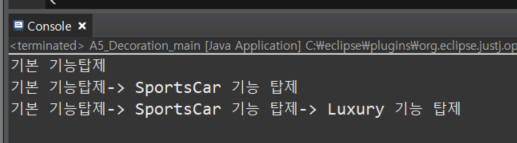 Console
<terminated> A5_Decoration_main [Java Application] C:₩eclipse₩plugins₩org.eclipse.justj.op
기본 기능탑제
기본 기능탑제-> SportsCar 기능 탑제
기본 기능탑제-> SportsCar 기능 탑제-> Luxury 기능 탑제